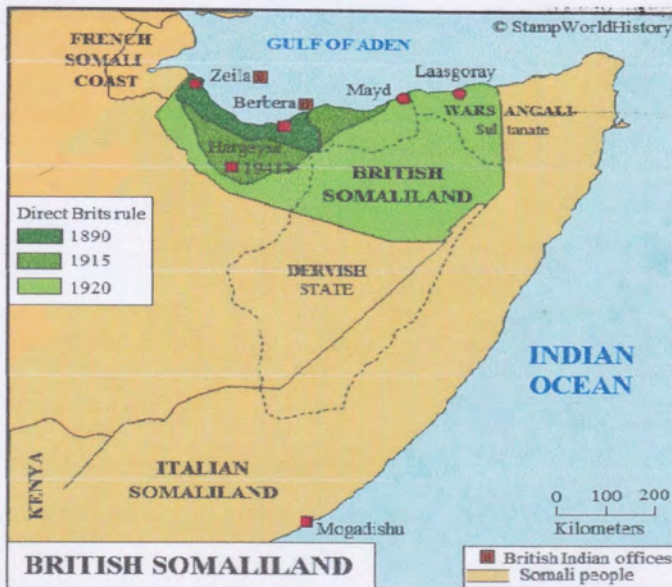 © StampWorldHistory
FRENCH
SOMALI
COAST
GULF OF ADEN
Zeila
Berbera
Mayd
Laasgoray
WARSANGALI
Sultanate
Hargeysa
1941>
BRITISH
SOMALILAND
Direct Brits rule
1890
1915
1920
DERVISH
STATE
INDIAN
OCEAN
KENYA
ITALIAN
SOMALILAND
Mogadishu
0 100 200
Kilometers
BRITISH SOMALILAND
British Indian offices
Somali people